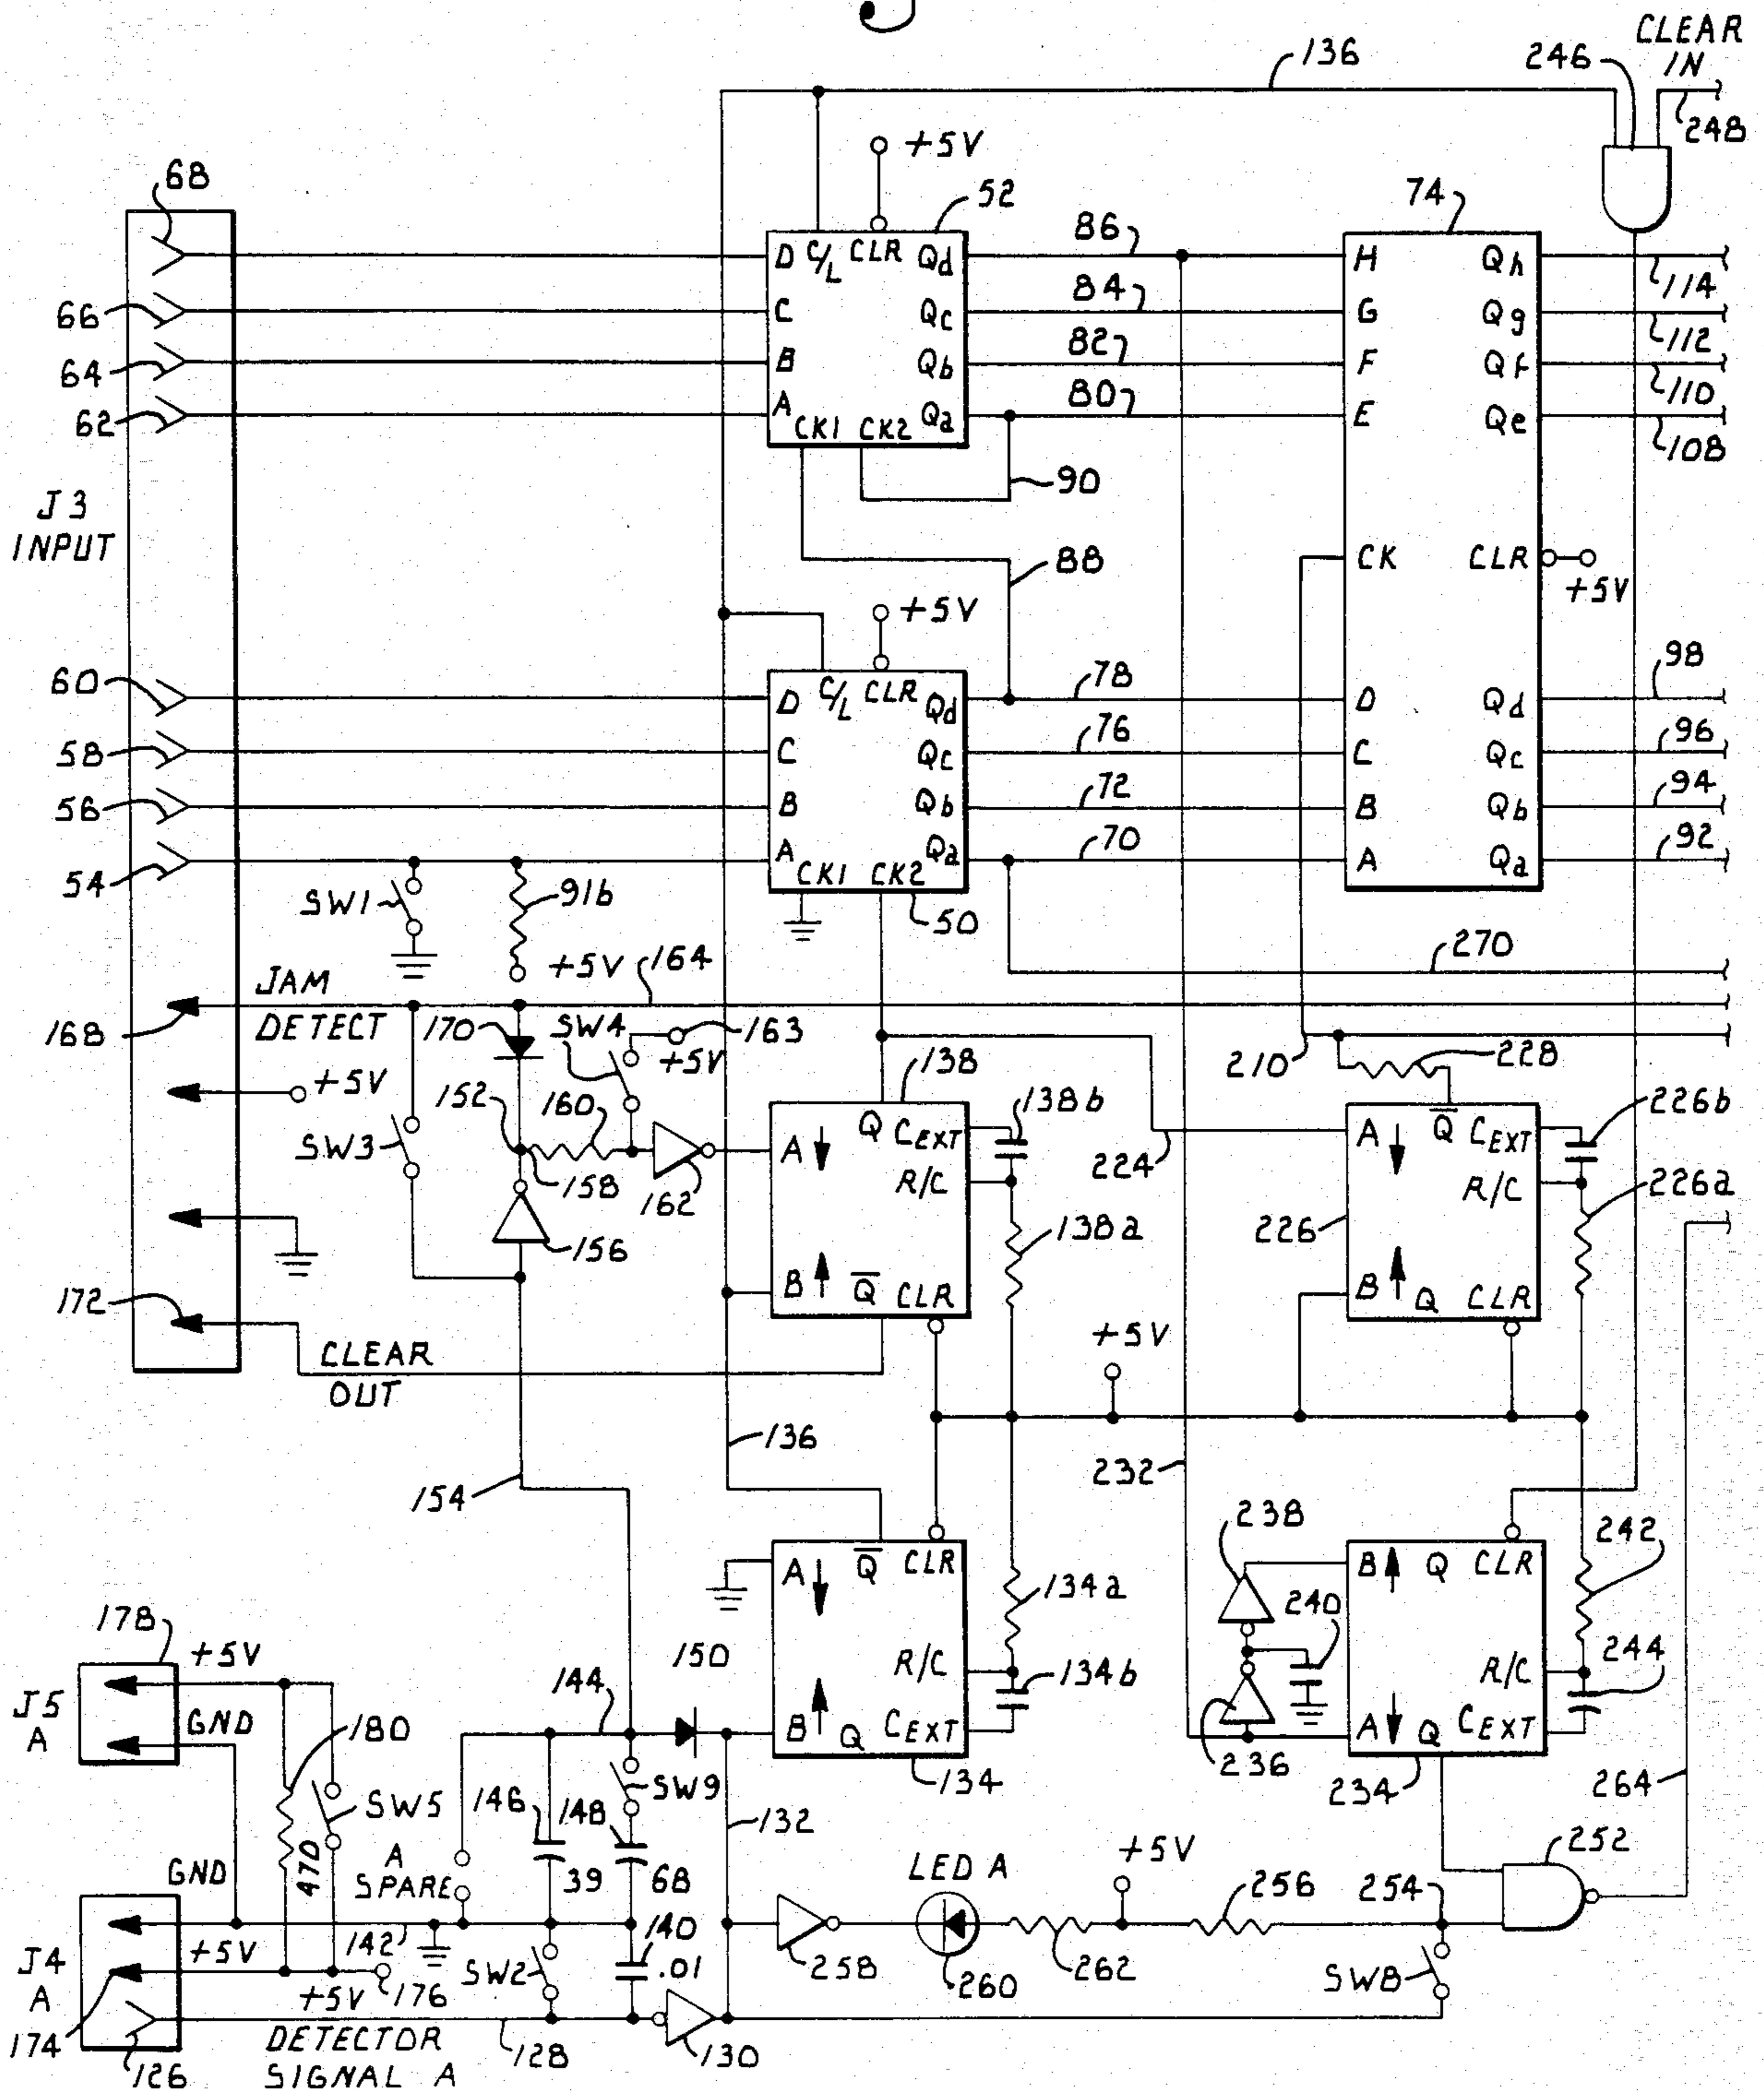 CLEAR
IN
136
246
248
+5V
68
52
74
86
D C/L CLR Qd
H Qh
114
66
84
C Qc
G Qg
112
64
82
B Qb
F Qf
110
62
80
A CK1 CK2 Qa
E Qe
108
90
J3
INPUT
88
CK CLR
+5V
+5V
60
78
98
D C/L CLR Qd
D Qd
58
76
96
C Qc
C Qc
56
72
94
B Qb
B Qb
54
70
92
A CK1 CK2 Qa
A Qa
SW1
91b
50
+5V
164
270
JAM
DETECT
168
170
SW4
163
+5V
138
210
228
+5V
152
160
138b
226b
SW3
A Q CEXT
A Q CEXT
158
162
R/C
224
R/C
226a
156
138a
226
B Q CLR
B Q CLR
172
CLEAR
OUT
+5V
136
232
154
238
242
A Q CLR
B Q CLR
134a
240
178
+5V
150
R/C
134b
R/C
244
J5
A
GND
180
144
B Q CEXT
A Q CEXT
236
134
234
264
SW5
146
148
SW9
132
252
470
A
SPARE
39
68
LED A
+5V
256
254
GND
140
.01
142
J4
A
+5V
176
SW2
258
260
262
SW8
+5V
174
DETECTOR
SIGNAL A
126
128
130